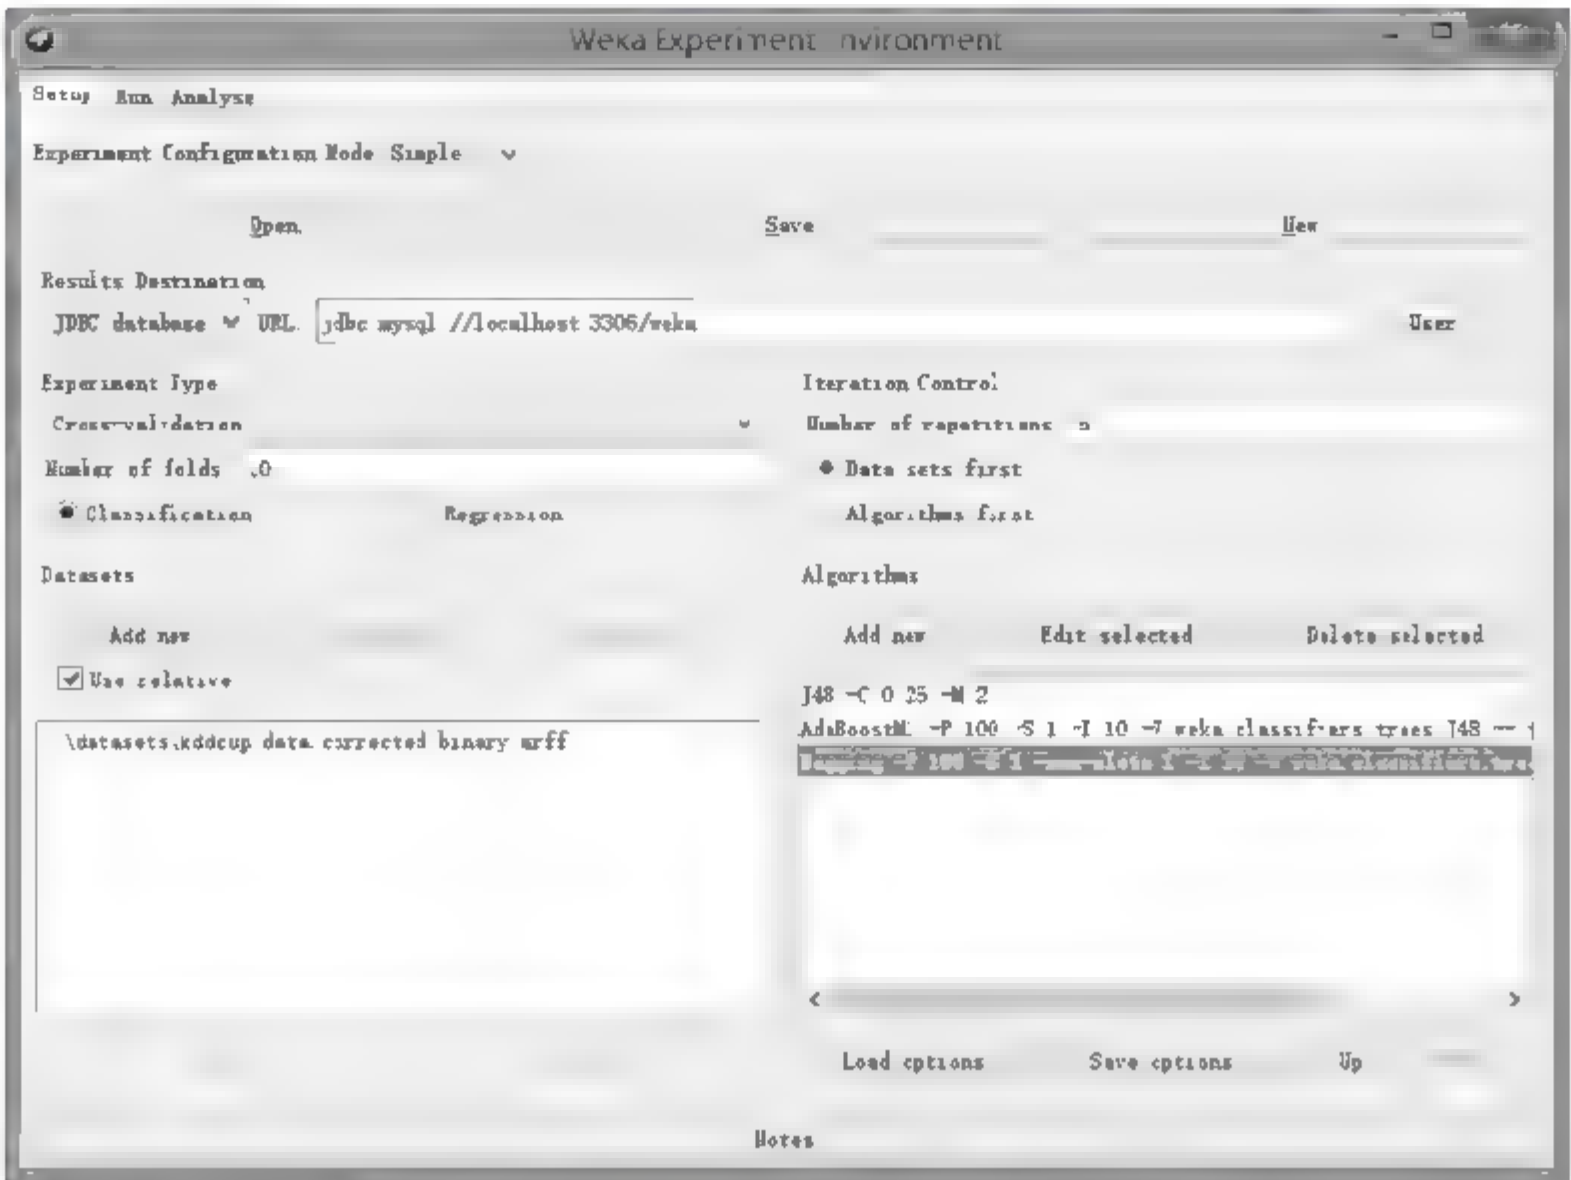 Weka Experiment nvironment
Setup Run Analyse
Experiment Configuration Mode Simple
Open. Save New
Results Destination
JDBC database URL. jdbc mysql //localhost 3306/weka User
Experiment Type Iteration Control
Cross-validation Number of repetitions
Number of folds
Data sets first
Classification Regression Algorithms first
Datasets Algorithms
Add new Add new Edit selected Delete selected
Use relative
J48 -C 0 25 -M 2
\datasets\kddcup data corrected binary arff
-P 100 -S 1 -I 10 weka classifiers trees J48 --
Load options Save options Up
Notes